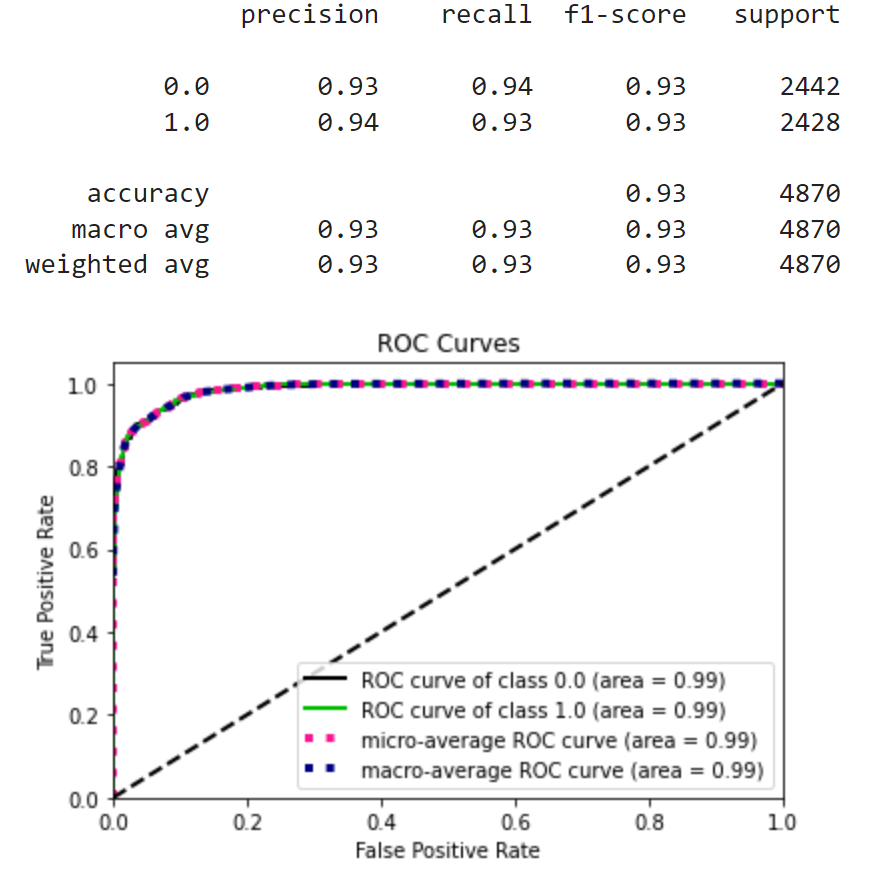 precision recall f1-score support
0.0 0.93 0.94 0.93 2442
1.0 0.94 0.93 0.93 2428
accuracy 0.93 4870
macro avg 0.93 0.93 0.93 4870
weighted avg 0.93 0.93 0.93 4870
ROC Curves
True Positive Rate
1.0
0.8
0.6
0.4
0.2
0.0
ROC curve of class 0.0 (area = 0.99)
ROC curve of class 1.0 (area = 0.99)
micro-average ROC curve (area = 0.99)
macro-average ROC curve (area = 0.99)
0.0 0.2 0.4 0.6 0.8 1.0
False Positive Rate